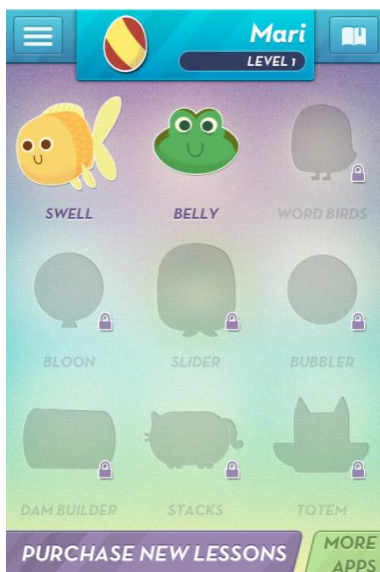 Mari
LEVEL 1
SWELL BELLY WORD BIRDS
BLOON SLIDER BUBBLER
DAM BUILDER STACKS TOTEM
PURCHASE NEW LESSONS
MORE
APPS